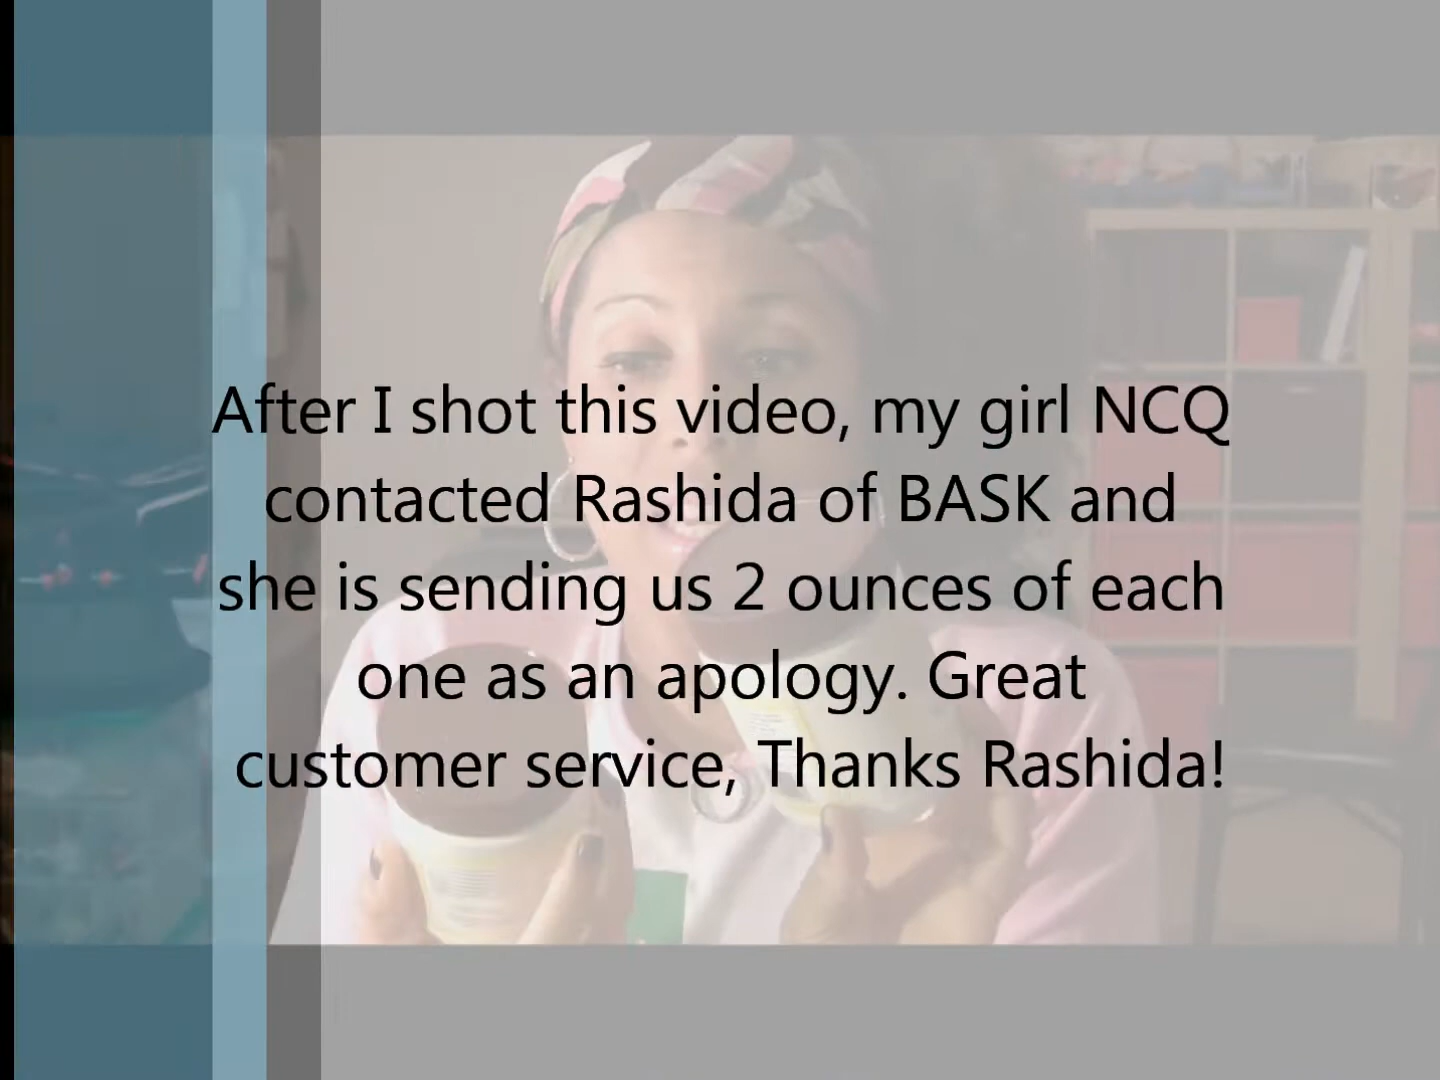 After I shot this video, my girl NCQ
contacted Rashida of BASK and
she is sending us 2 ounces of each
one as an apology. Great
customer service, Thanks Rashida!